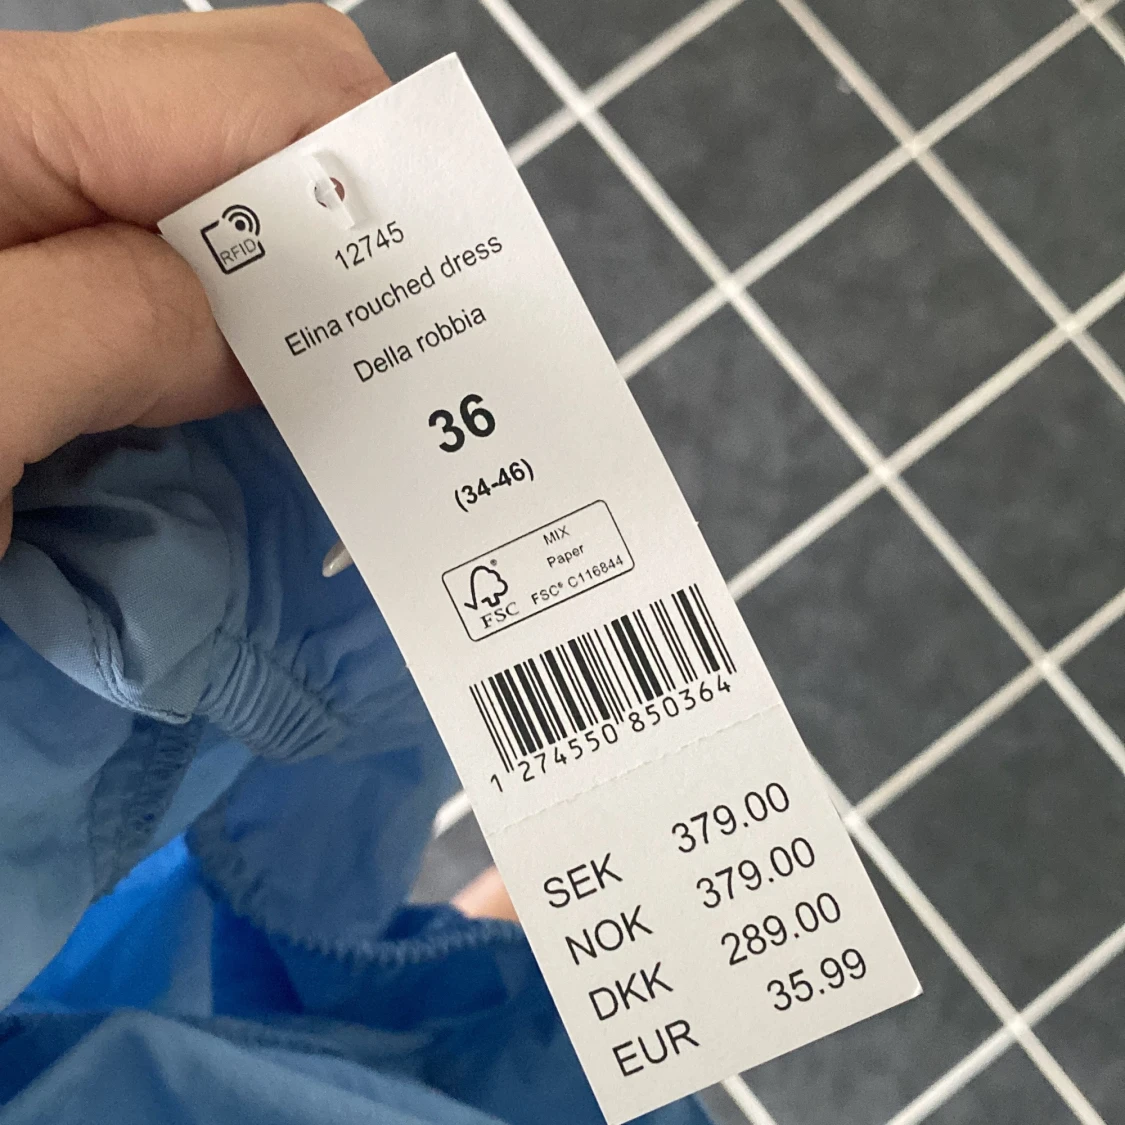 RFID
12745
Elina rouched dress
Della robbia
36
(34-46)
MIX
Paper
FSC® C116844
FSC
1 274550 850364
SEK 379.00
NOK 379.00
DKK 289.00
EUR 35.99